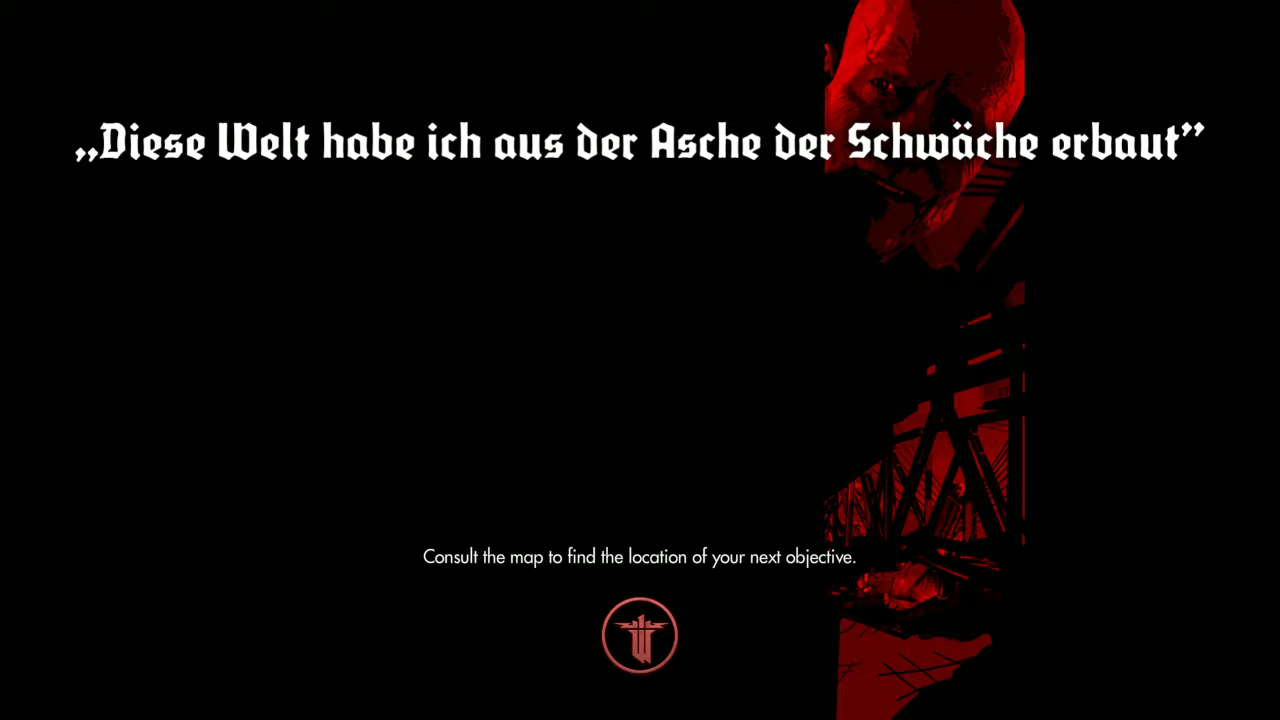 „Diese Welt habe ich aus der Asche der Schwäche erbaut”
Consult the map to find the location of your next objective.